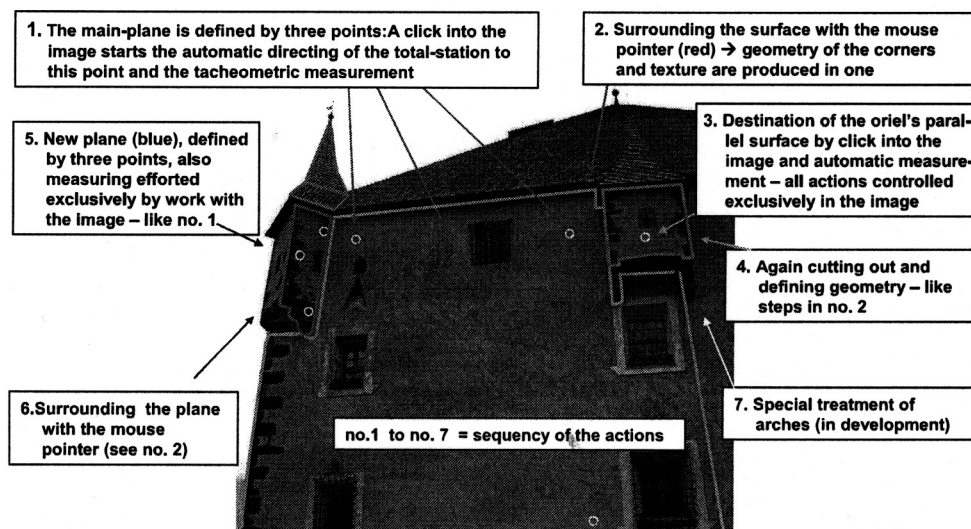 1. The main-plane is defined by three points:A click into the
image starts the automatic directing of the total-station to
this point and the tacheometric measurement
2. Surrounding the surface with the mouse
pointer (red) → geometry of the corners
and texture are produced in one
5. New plane (blue), defined
by three points, also
measuring efforted
exclusively by work with
the image – like no. 1
3. Destination of the oriel's paral-
lel surface by click into the
image and automatic measure-
ment – all actions controlled
exclusively in the image
4. Again cutting out and
defining geometry – like
steps in no. 2
6.Surrounding the plane
with the mouse
pointer (see no. 2)
no.1 to no. 7 = sequency of the actions
7. Special treatment of
arches (in development)